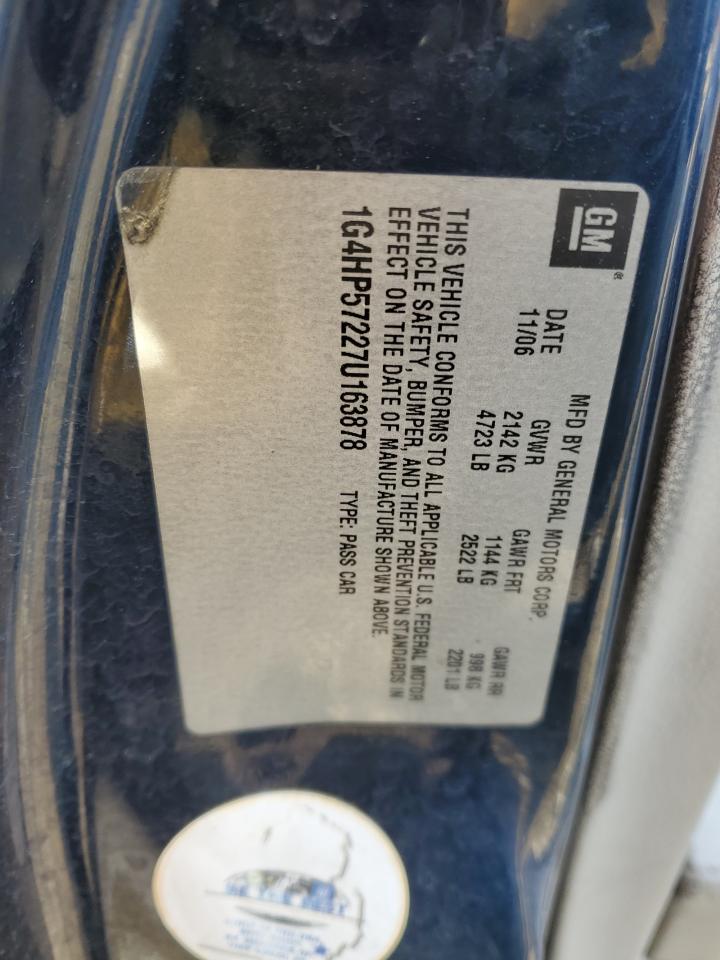 GM
®
MFD BY GENERAL MOTORS CORP.
DATE GVWR GAWR FRT GAWR RR
11/06 2142 KG 1144 KG 998 KG
4723 LB 2522 LB 2201 LB
THIS VEHICLE CONFORMS TO ALL APPLICABLE U.S. FEDERAL MOTOR
VEHICLE SAFETY, BUMPER, AND THEFT PREVENTION STANDARDS IN
EFFECT ON THE DATE OF MANUFACTURE SHOWN ABOVE.
1G4HP57227U163878 TYPE: PASS CAR